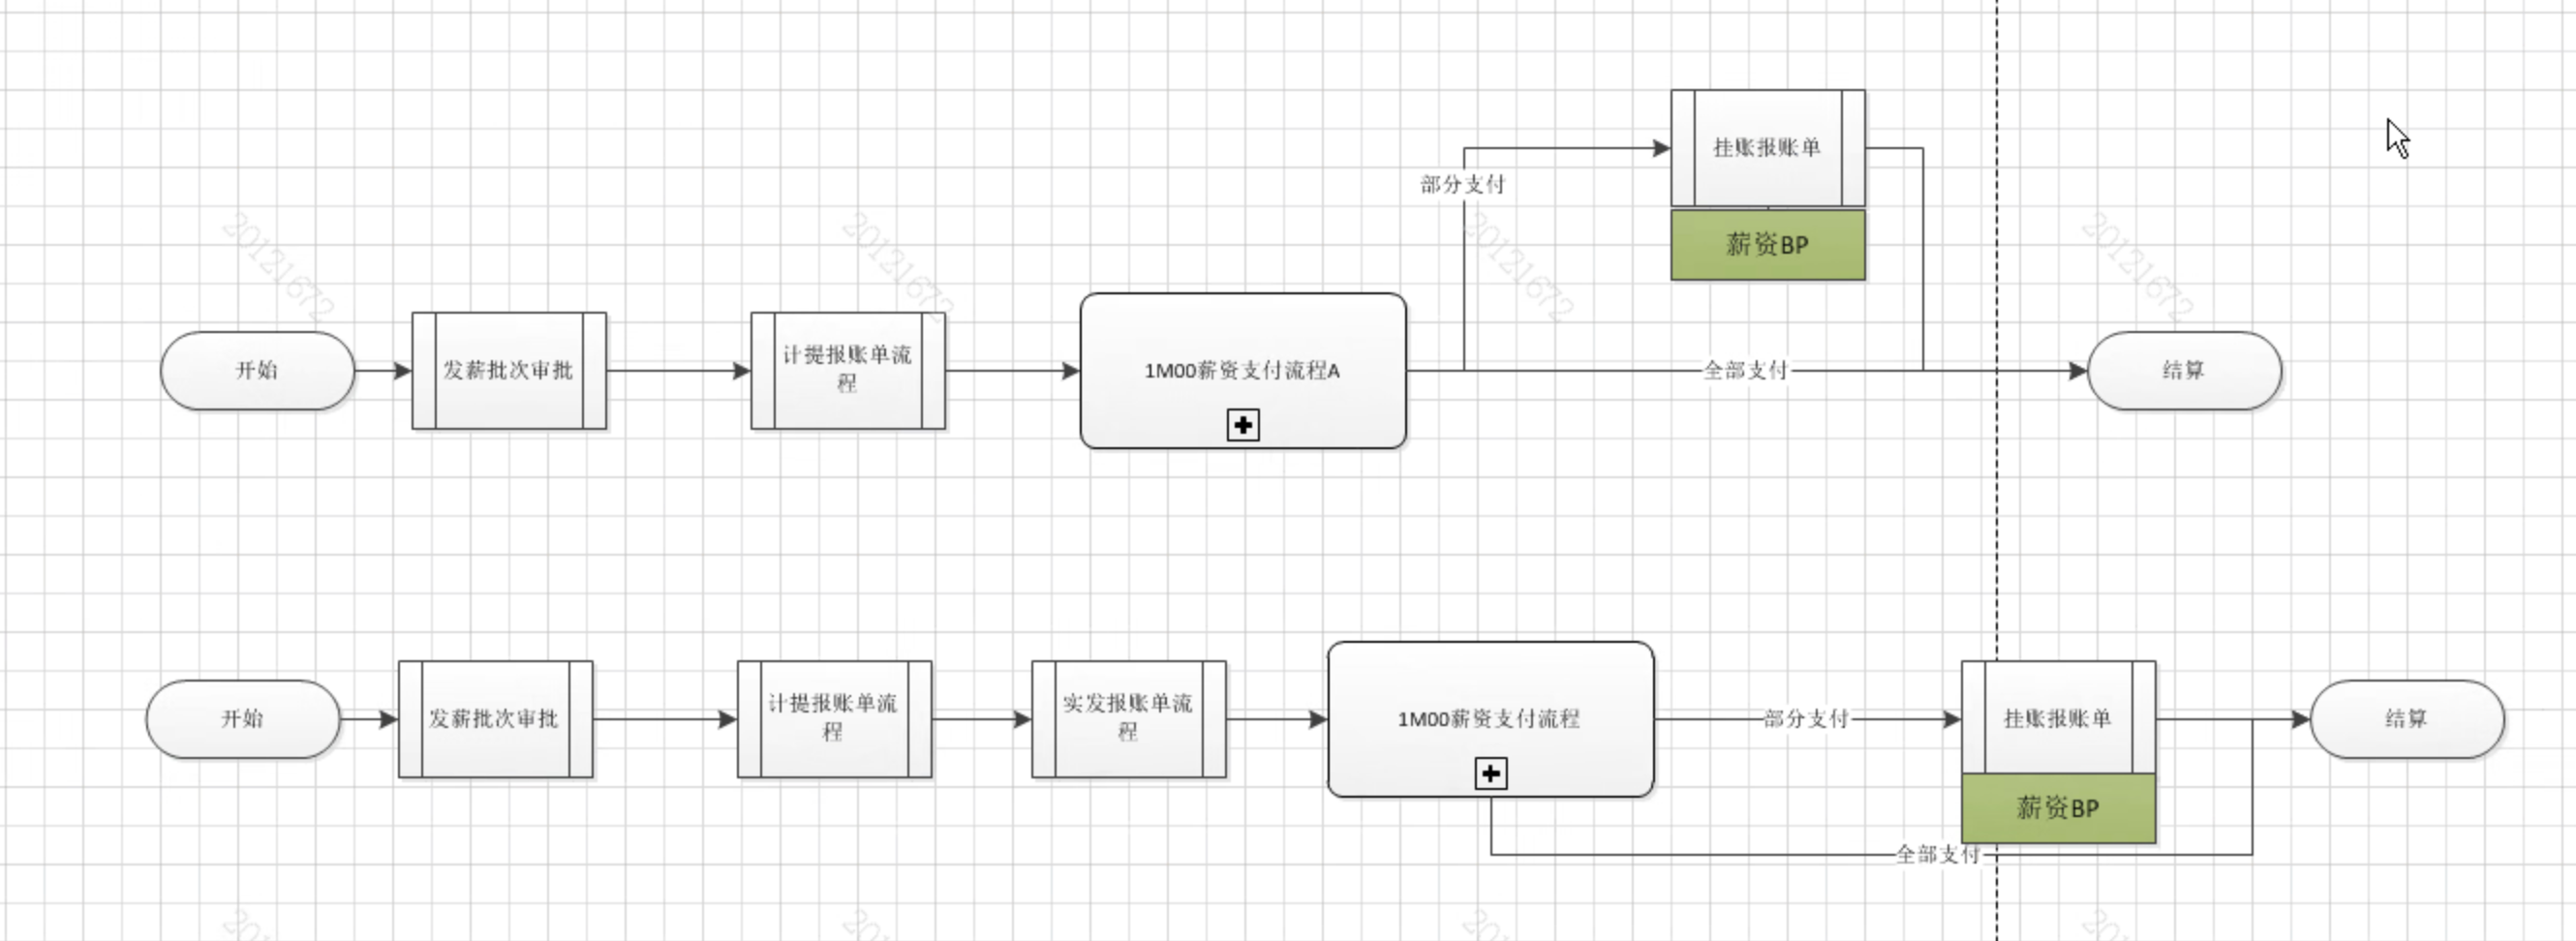 挂账报账单
部分支付
薪资BP
20121672
20121672
20121672
20121672
开始
发薪批次审批
计提报账单流
程
1M00薪资支付流程A
全部支付
结算
开始
发薪批次审批
计提报账单流
程
实发报账单流
程
1M00薪资支付流程
部分支付
挂账报账单
结算
薪资BP
全部支付